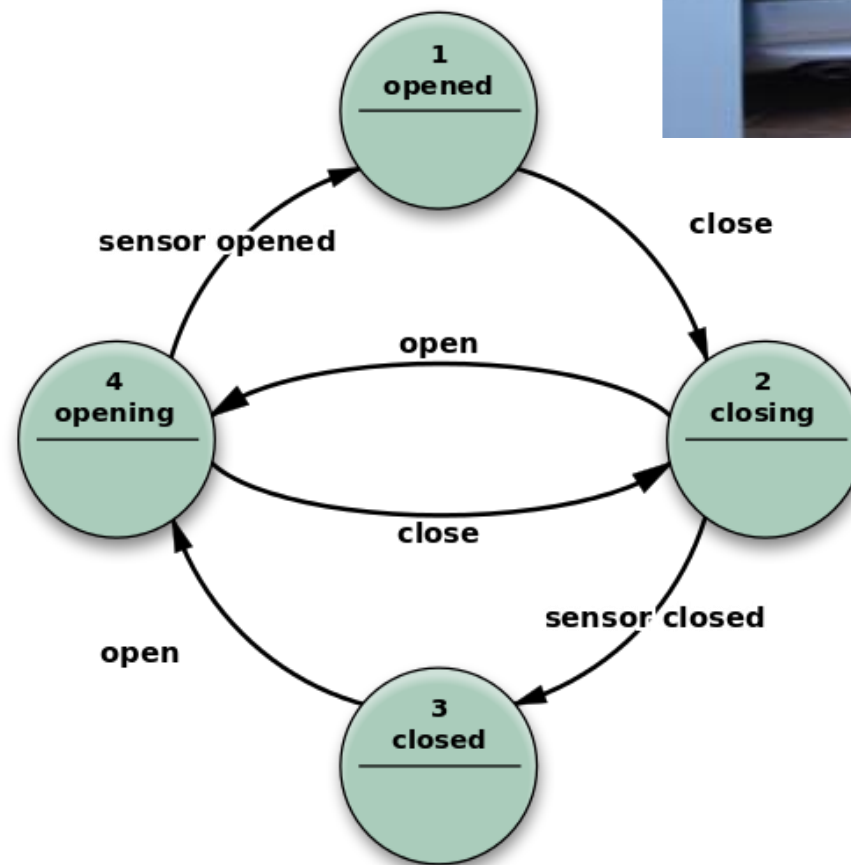 1
opened
close
sensor opened
open
4
opening
2
closing
close
sensor closed
open
3
closed